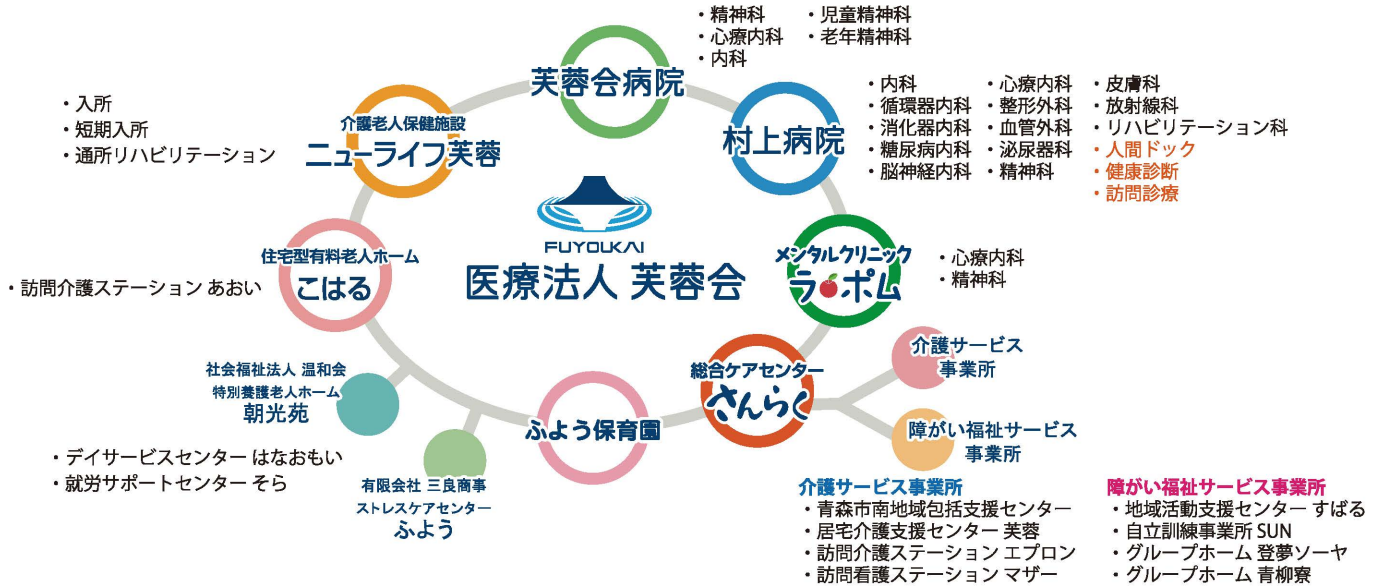 ・精神科
・児童精神科
・心療内科
・老年精神科
・内科
芙蓉会病院
・内科
・循環器内科
・消化器内科
・糖尿病内科
・脳神経内科
・心療内科
・整形外科
・血管外科
・泌尿器科
・精神科
・皮膚科
・放射線科
・リハビリテーション科
・人間ドック
・健康診断
・訪問診療
村上病院
・入所
・短期入所
・通所リハビリテーション
介護老人保健施設
ニューライフ芙蓉
FUYOUKAI
医療法人 芙蓉会
メンタルクリニック
ラ・ポム
・心療内科
・精神科
住宅型有料老人ホーム
こはる
・訪問介護ステーション あおい
社会福祉法人 温和会
特別養護老人ホーム
朝光苑
・デイサービスセンター はなおもい
・就労サポートセンター そら
有限会社 三良商事
ストレスケアセンター
ふよう
ふよう保育園
総合ケアセンター
さんらく
介護サービス
事業所
障がい福祉サービス
事業所
介護サービス事業所
・青森市南地域包括支援センター
・居宅介護支援センター 芙蓉
・訪問介護ステーション エプロン
・訪問看護ステーション マザー
障がい福祉サービス事業所
・地域活動支援センター すばる
・自立訓練事業所 SUN
・グループホーム 登夢ソーヤ
・グループホーム 青柳寮